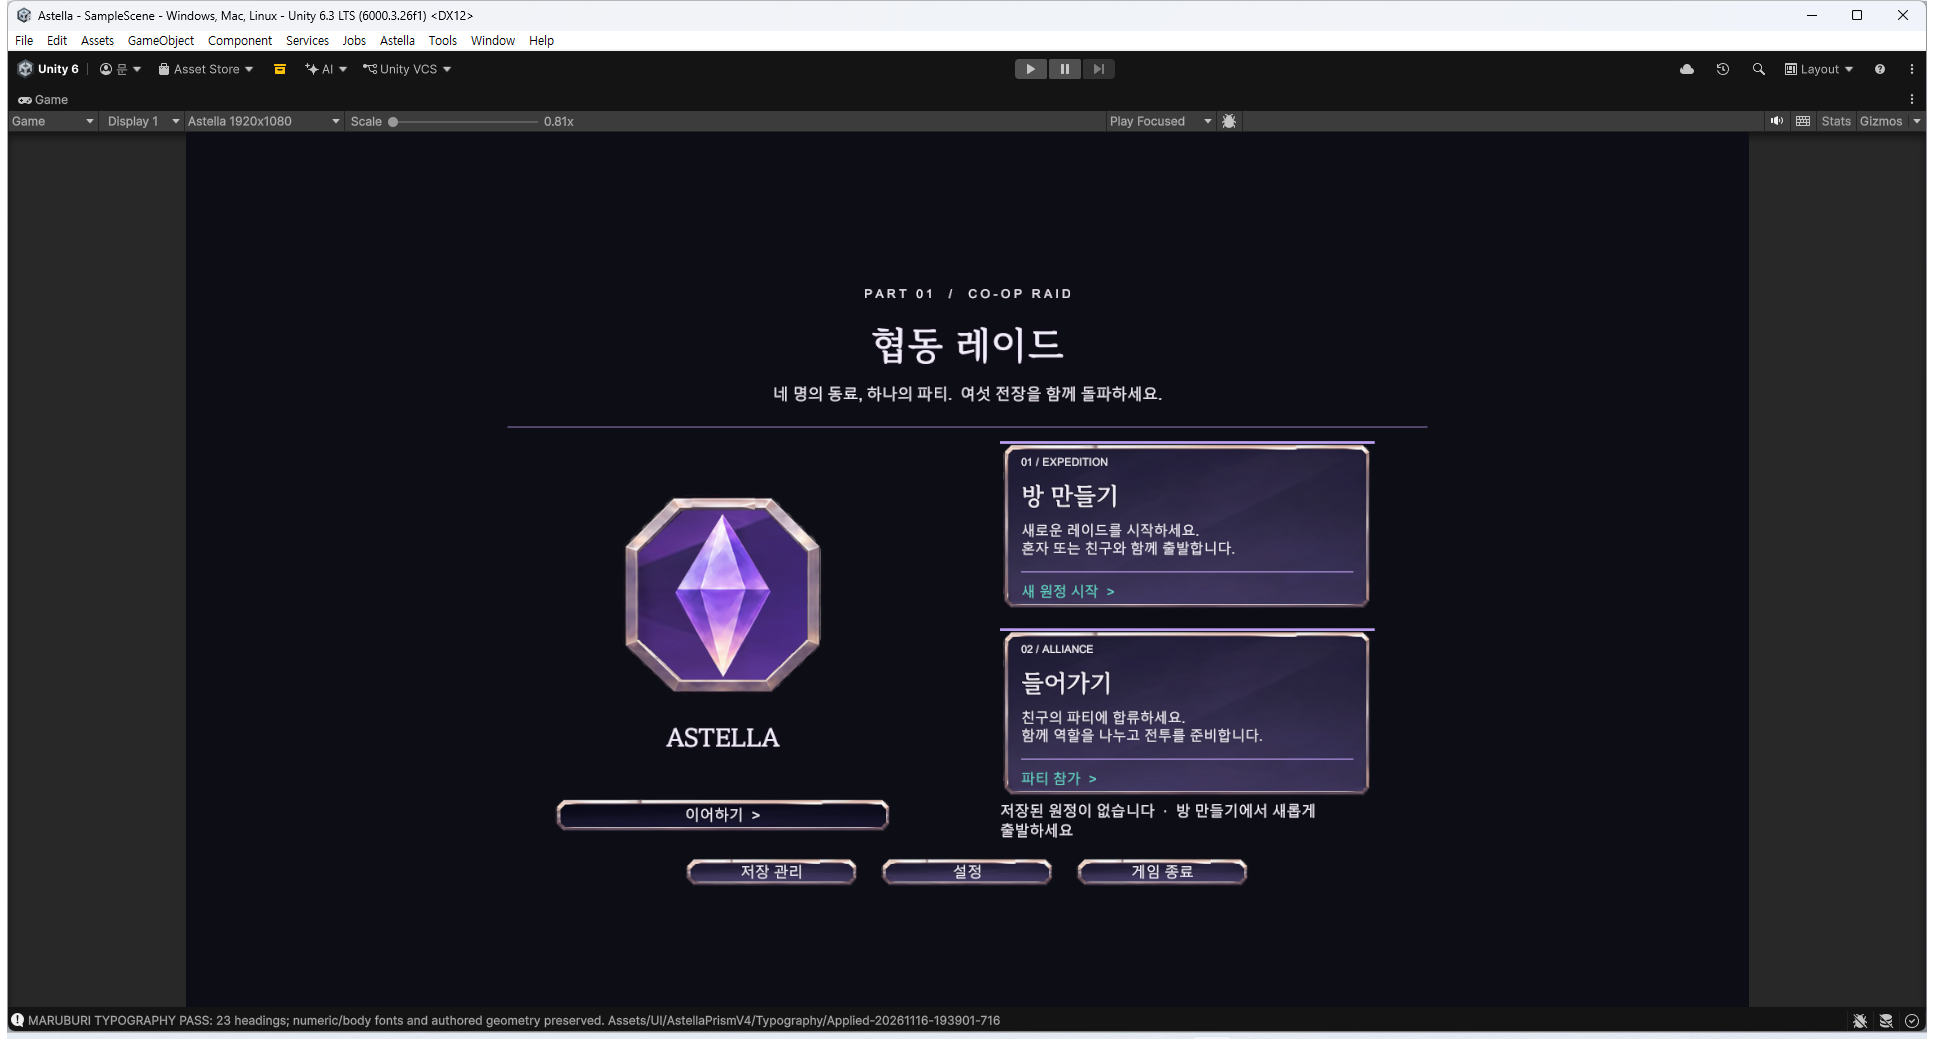 Astella - SampleScene - Windows, Mac, Linux - Unity 6.3 LTS (6000.3.26f1) <DX12>
File Edit Assets GameObject Component Services Jobs Astella Tools Window Help
Unity 6 문 Asset Store AI Unity VCS Layout
Game
Game Display 1 Astella 1920x1080 Scale 0.81x Play Focused Stats Gizmos
PART 01 / CO-OP RAID
협동 레이드
네 명의 동료, 하나의 파티. 여섯 전장을 함께 돌파하세요.
01 / EXPEDITION
방 만들기
새로운 레이드를 시작하세요.
혼자 또는 친구와 함께 출발합니다.
새 원정 시작 >
02 / ALLIANCE
들어가기
친구의 파티에 합류하세요.
함께 역할을 나누고 전투를 준비합니다.
파티 참가 >
ASTELLA
이어하기 >
저장된 원정이 없습니다 · 방 만들기에서 새롭게
출발하세요
저장 관리 설정 게임 종료
MARUBURI TYPOGRAPHY PASS: 23 headings; numeric/body fonts and authored geometry preserved. Assets/UI/AstellaPrismV4/Typography/Applied-20261116-193901-716